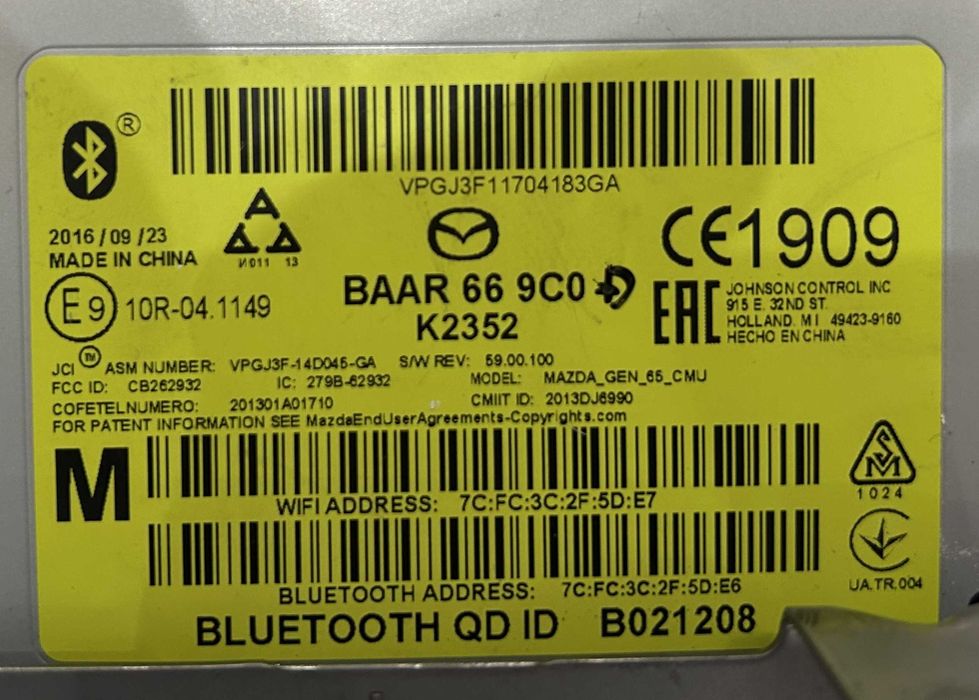 ®
VPGJ3F11704183GA
2016/09/23
MADE IN CHINA
И011 13
CE1909
BAAR 66 9C0 D
K2352
E9 10R-04.1149
EAC
JOHNSON CONTROL INC
915 E. 32ND ST.
HOLLAND. MI 49423-9160
HECHO EN CHINA
JCI ™ ASM NUMBER: VPGJ3F-14D045-GA S/W REV: 59.00.100
FCC ID: CB262932 IC: 279B-62932 MODEL: MAZDA_GEN_65_CMU
COFETELNUMERO: 201301A01710 CMIIT ID: 2013DJ6990
FOR PATENT INFORMATION SEE MazdaEndUserAgreements-Copyrights.com
M
WIFI ADDRESS: 7C:FC:3C:2F:5D:E7
1024
BLUETOOTH ADDRESS: 7C:FC:3C:2F:5D:E6
UA.TR.004
BLUETOOTH QD ID B021208